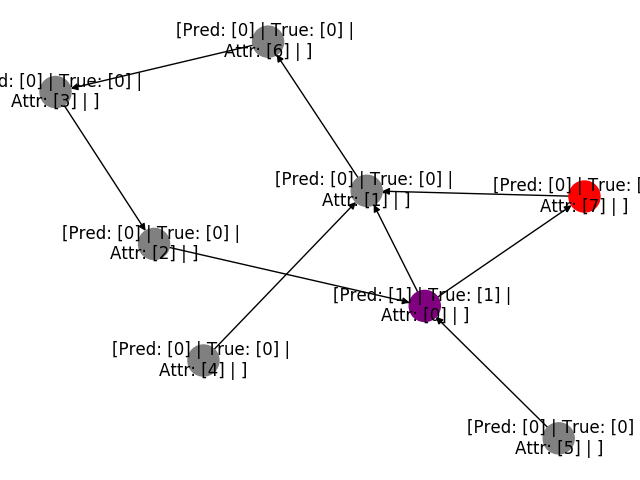 [Pred: [0] | True: [0] |
Attr: [6] | ]
d: [0] | True: [0] |
Attr: [3] | ]
[Pred: [0] | True: [0] |
Attr: [1] | ]
[Pred: [0] | True: [
Attr: [7] | ]
[Pred: [0] | True: [0] |
Attr: [2] | ]
[Pred: [1] | True: [1] |
Attr: [0] | ]
[Pred: [0] | True: [0] |
Attr: [4] | ]
[Pred: [0] | True: [0]
Attr: [5] | ]